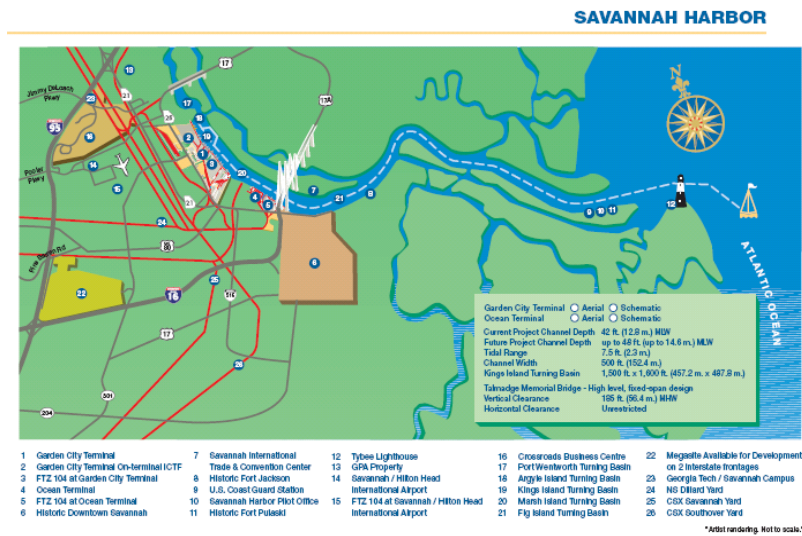 SAVANNAH HARBOR
Jimmy DeLoach
Pkwy
Pooler
Pkwy
95
16
17
17A
21
25
21
80
516
17
204
N
ATLANTIC OCEAN
Garden City Terminal Aerial Schematic
Ocean Terminal Aerial Schematic
Current Project Channel Depth 42 ft. (12.8 m.) MLW
Future Project Channel Depth up to 48 ft. (up to 14.6 m.) MLW
Tidal Range 7.5 ft. (2.3 m.)
Channel Width 500 ft. (152.4 m.)
Kings Island Turning Basin 1,500 ft. x 1,600 ft. (457.2 m. x 487.8 m.)
Talmadge Memorial Bridge - High level, fixed-span design
Vertical Clearance 185 ft. (56.4 m.) MHW
Horizontal Clearance Unrestricted
1 Garden City Terminal
2 Garden City Terminal On-terminal ICTF
3 FTZ 104 at Garden City Terminal
4 Ocean Terminal
5 FTZ 104 at Ocean Terminal
6 Historic Downtown Savannah
7 Savannah International
Trade & Convention Center
8 Historic Fort Jackson
9 U.S. Coast Guard Station
10 Savannah Harbor Pilot Office
11 Historic Fort Pulaski
12 Tybee Lighthouse
13 GPA Property
14 Savannah / Hilton Head
International Airport
15 FTZ 104 at Savannah / Hilton Head
International Airport
16 Crossroads Business Centre
17 Port Wentworth Turning Basin
18 Argyle Island Turning Basin
19 Kings Island Turning Basin
20 Marsh Island Turning Basin
21 Fig Island Turning Basin
22 Megasite Available for Development
on 2 interstate frontages
23 Georgia Tech / Savannah Campus
24 NS Dillard Yard
25 CSX Savannah Yard
26 CSX Southover Yard
*Artist rendering. Not to scale.*